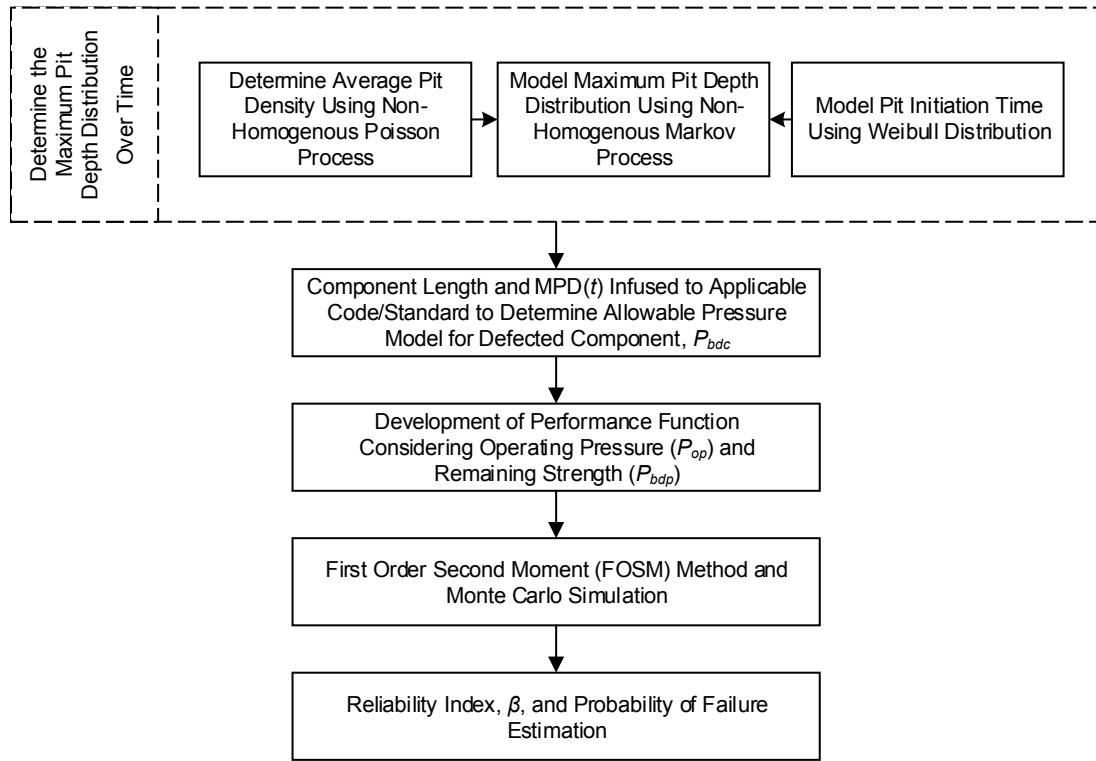 Determine the
Maximum Pit
Depth Distribution
Over Time
Determine Average Pit
Density Using Non-
Homogenous Poisson
Process
Model Maximum Pit Depth
Distribution Using Non-
Homogenous Markov
Process
Model Pit Initiation Time
Using Weibull Distribution
Component Length and MPD(t) Infused to Applicable
Code/Standard to Determine Allowable Pressure
Model for Defected Component, Pbdc
Development of Performance Function
Considering Operating Pressure (Pop) and
Remaining Strength (Pbdp)
First Order Second Moment (FOSM) Method and
Monte Carlo Simulation
Reliability Index, β, and Probability of Failure
Estimation